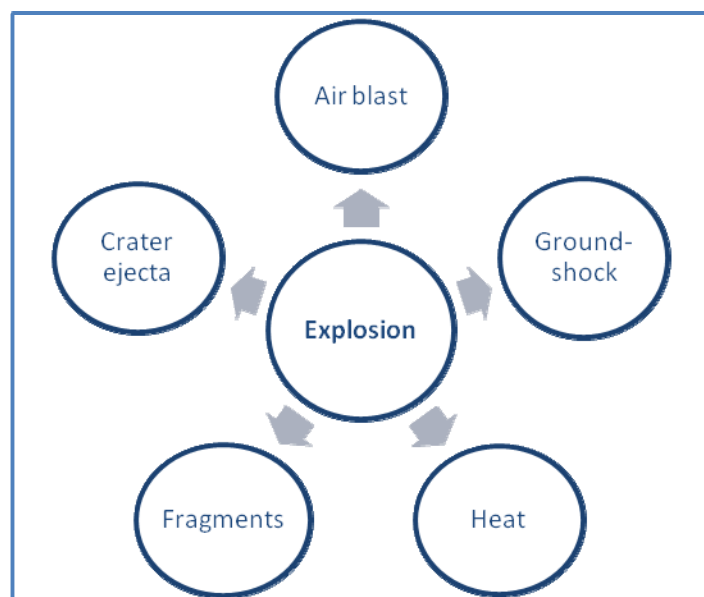 Air blast
Crater
ejecta
Ground-
shock
Explosion
Fragments
Heat